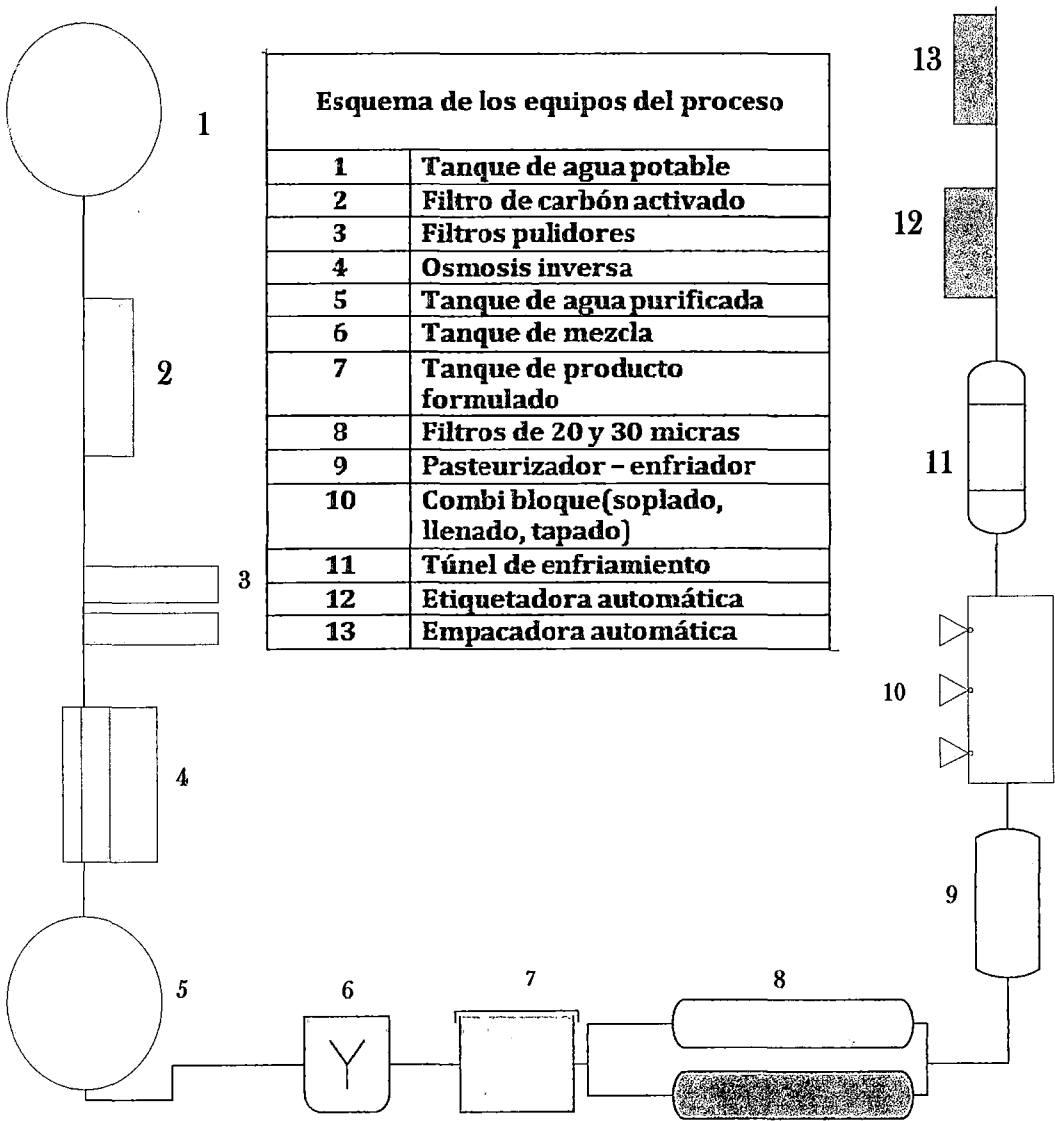 Esquema de los equipos del proceso
1 Tanque de agua potable
2 Filtro de carbón activado
3 Filtros pulidores
4 Osmosis inversa
5 Tanque de agua purificada
6 Tanque de mezcla
7 Tanque de producto
formulado
8 Filtros de 20 y 30 micras
9 Pasteurizador – enfriador
10 Combi bloque(soplado,
llenado, tapado)
11 Túnel de enfriamiento
12 Etiquetadora automática
13 Empacadora automática
1
2
3
4
5
6
7
8
9
10
11
12
13